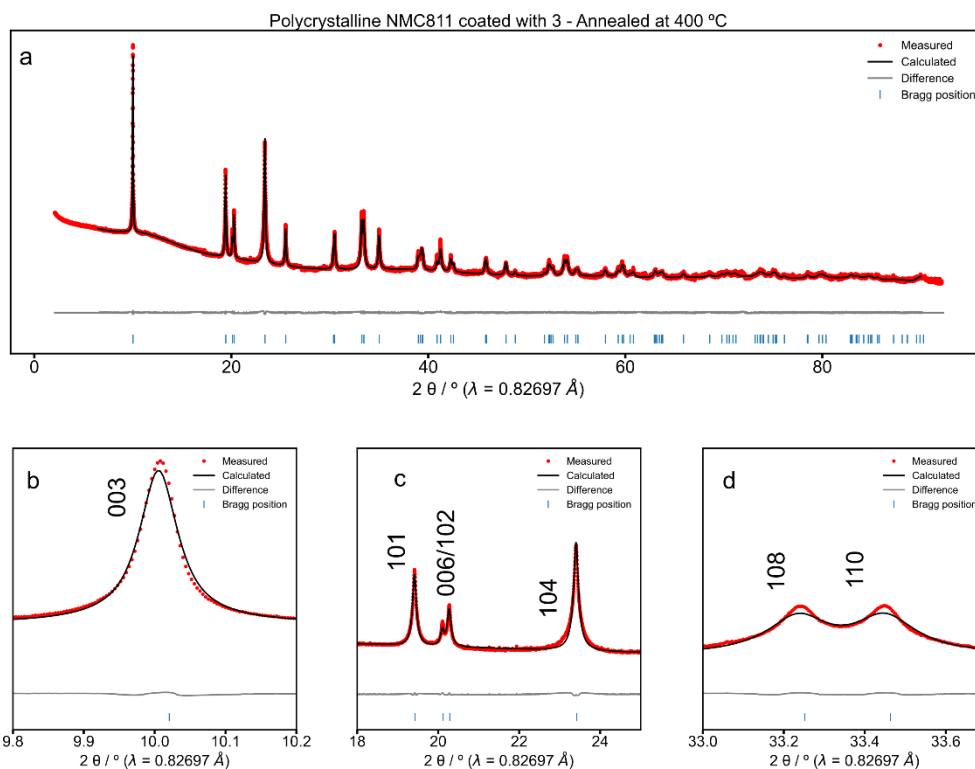 Polycrystalline NMC811 coated with 3 - Annealed at 400 ºC
a
Measured
Calculated
Difference
Bragg position
0 20 40 60 80
2 θ / º (λ = 0.82697 Å)
b
003
Measured
Calculated
Difference
Bragg position
9.8 9.9 10.0 10.1 10.2
2 θ / º (λ = 0.82697 Å)
c
101
006/102
104
Measured
Calculated
Difference
Bragg position
18 20 22 24
2 θ / º (λ = 0.82697 Å)
d
108
110
Measured
Calculated
Difference
Bragg position
33.0 33.2 33.4 33.6
2 θ / º (λ = 0.82697 Å)